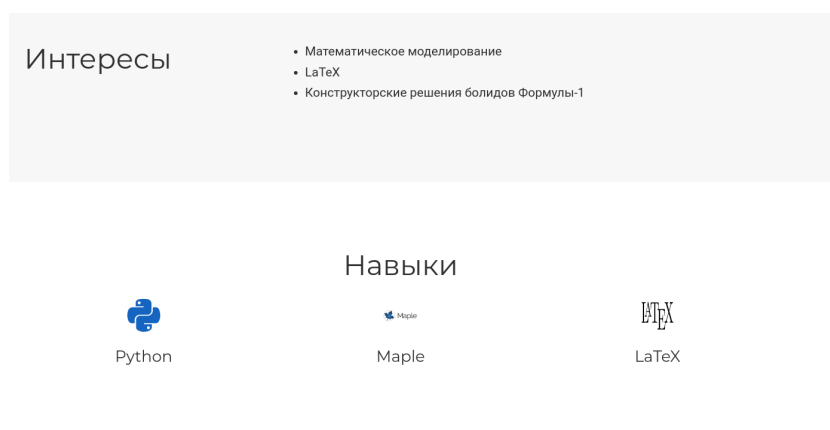 Интересы
Математическое моделирование
LaTeX
Конструкторские решения болидов Формулы-1
Навыки
Maple
LATEX
Python
Maple
LaTeX